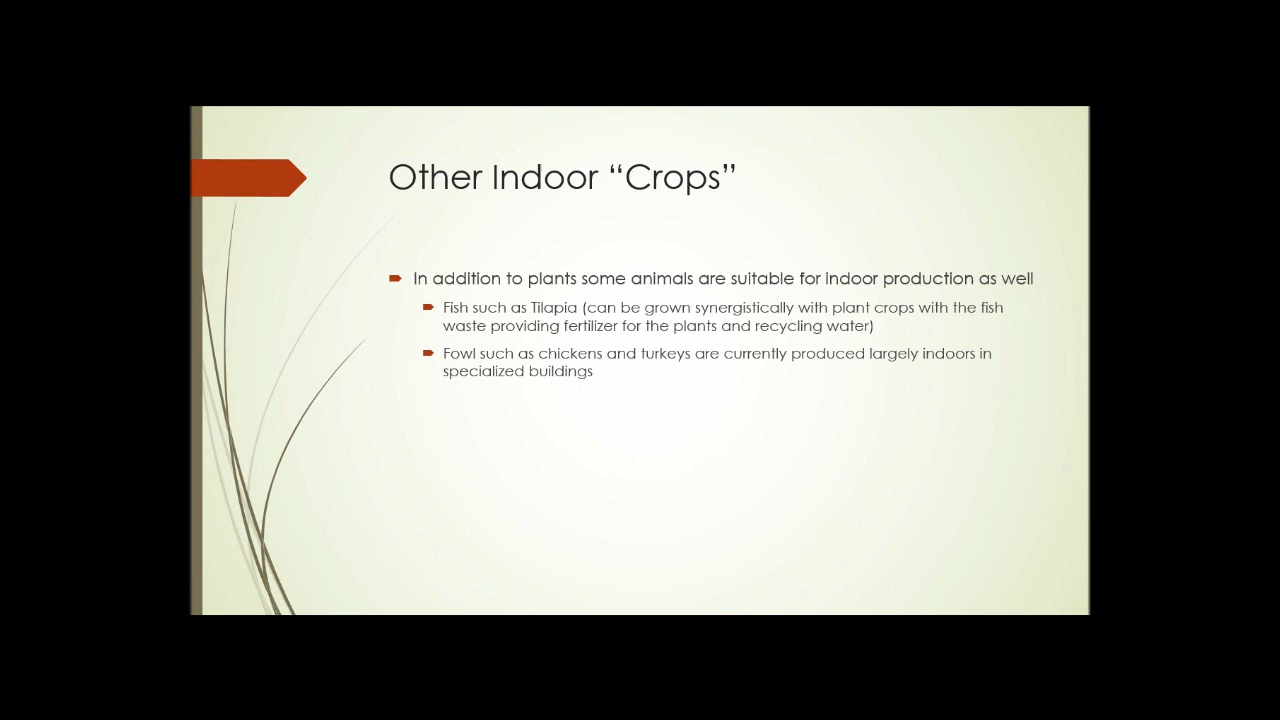 Other Indoor “Crops”
In addition to plants some animals are suitable for indoor production as well
Fish such as Tilapia (can be grown synergistically with plant crops with the fish
waste providing fertilizer for the plants and recycling water)
Fowl such as chickens and turkeys are currently produced largely indoors in
specialized buildings